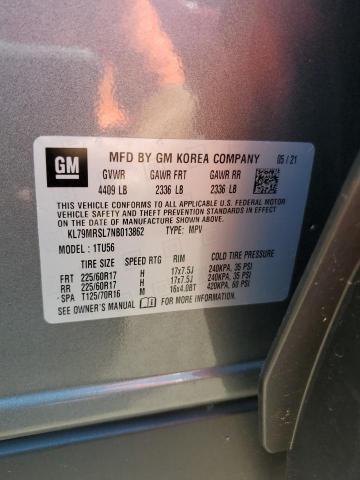 GM
MFD BY GM KOREA COMPANY 05 / 21
GVWR GAWR FRT GAWR RR
4409 LB 2336 LB 2336 LB
THIS VEHICLE CONFORMS TO ALL APPLICABLE U.S. FEDERAL MOTOR
VEHICLE SAFETY, BUMPER, AND THEFT PREVENTION STANDARDS
IN EFFECT ON THE DATE OF MANUFACTURE SHOWN ABOVE.
KL79MRSL7NB013862 TYPE: MPV
MODEL: 1TU56
TIRE SIZE SPEED RTG RIM COLD TIRE PRESSURE
FRT 225/60R17 H 17x7.5J 240KPA, 35 PSI
RR 225/60R17 H 17x7.5J 240KPA, 35 PSI
SPA T125/70R16 M 16x4.0BT 420KPA, 60 PSI
SEE OWNER'S MANUAL FOR MORE INFORMATION.